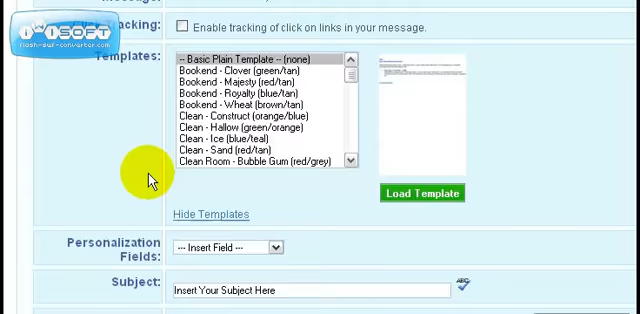 Click Tracking:
Enable tracking of click on links in your message.
iWiSOFT
flash-swf-converter.com
Templates:
-- Basic Plain Template -- (none)
Bookend - Clover (green/tan)
Bookend - Majesty (red/tan)
Bookend - Royalty (blue/tan)
Bookend - Wheat (brown/tan)
Clean - Construct (orange/blue)
Clean - Hallow (green/orange)
Clean - Ice (blue/teal)
Clean - Sand (red/tan)
Clean Room - Bubble Gum (red/grey)
Load Template
Hide Templates
Personalization
Fields:
--- Insert Field ---
Subject:
Insert Your Subject Here
ABC